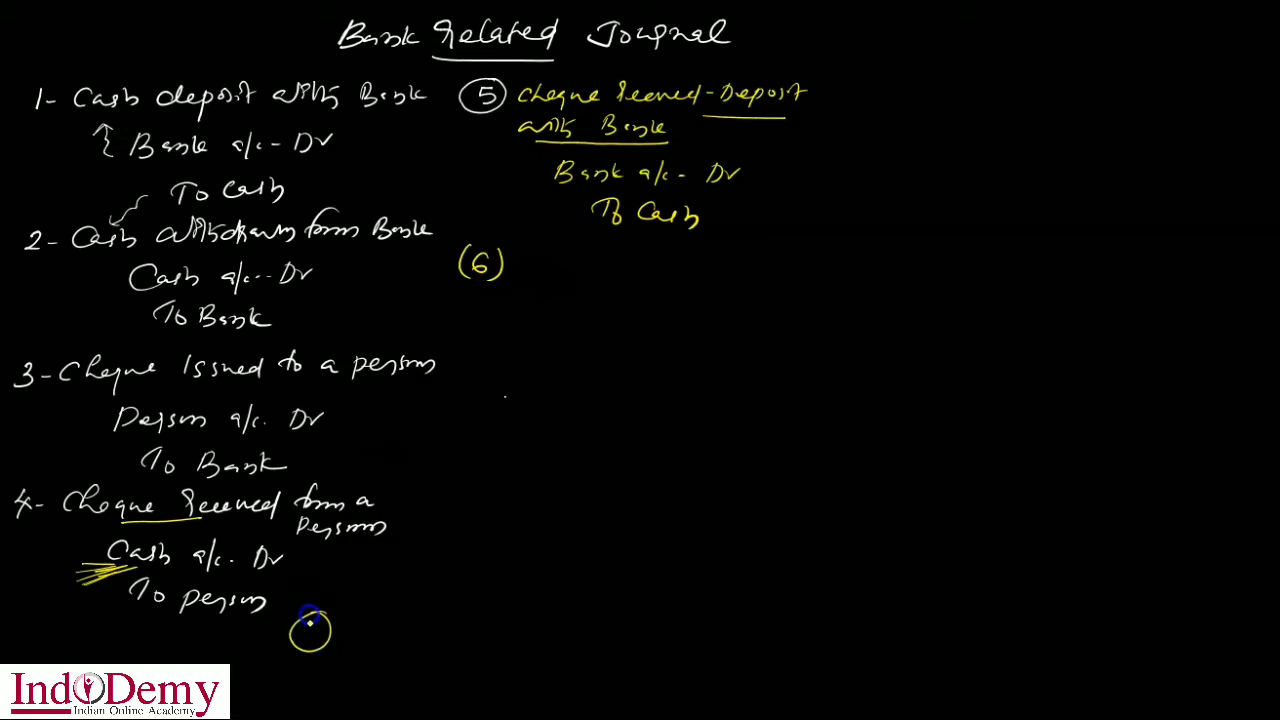 Bank Related Journal
1- Cash deposit with Bank
Bank a/c- Dr
To Cash
2- Cash withdrawn from Bank
Cash a/c-- Dr
To Bank
3- Cheque Issued to a person
Person a/c. Dr
To Bank
4- Cheque Received from a
Person
Cash a/c- Dr
To person
5 Cheque Received-Deposit
with Bank
Bank a/c- Dr
To Cash
(6)
IndoDemy
Indian Online Academy